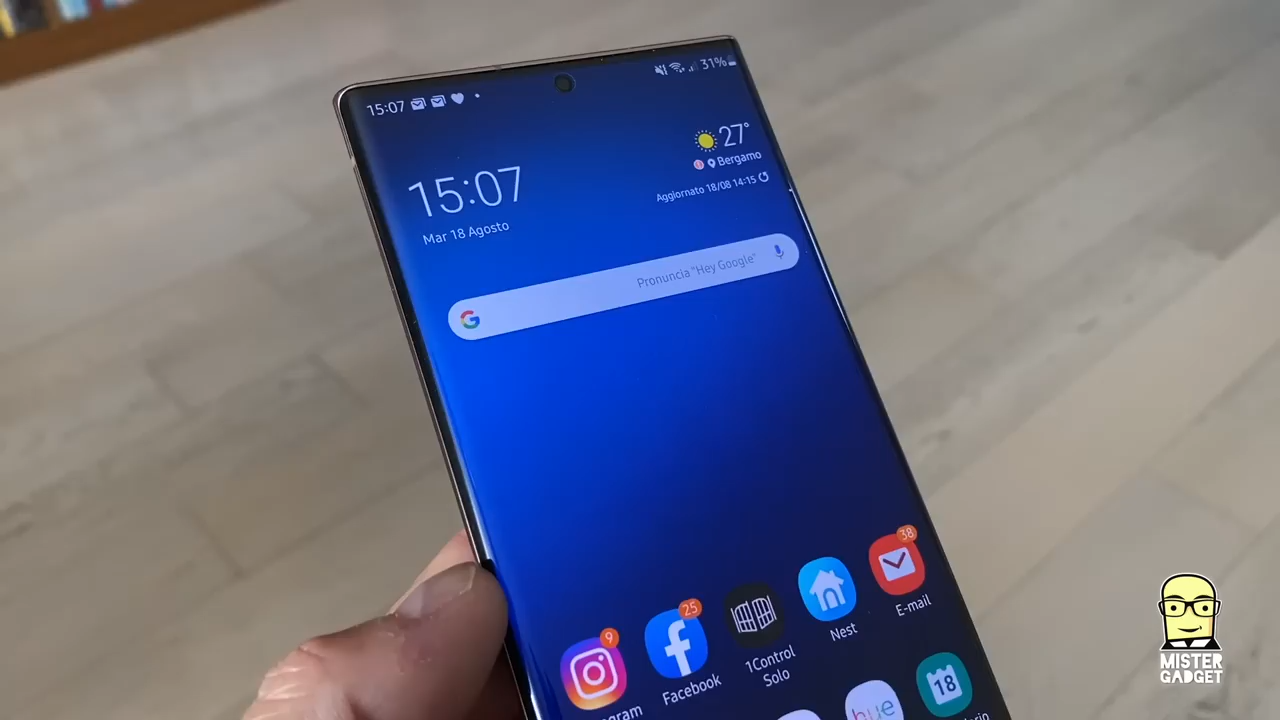 15:07
31%
15:07
Mar 18 Agosto
27°
Bergamo
Aggiornato 18/08 14:15
G
Pronuncia "Hey Google"
9
25
38
Facebook
1Control
Solo
Nest
E-mail
hue
18
MISTER
GADGET